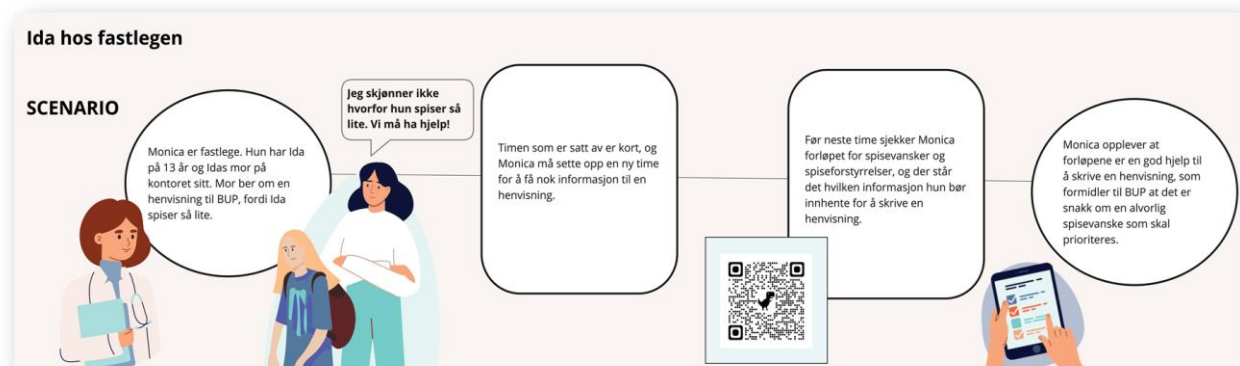 Ida hos fastlegen
SCENARIO
Monica er fastlege. Hun har Ida
på 13 år og Idas mor på
kontoret sitt. Mor ber om en
henvisning til BUP, fordi Ida
spiser så lite.
Jeg skjønner ikke
hvorfor hun spiser så
lite. Vi må ha hjelp!
Timen som er satt av er kort, og
Monica må sette opp en ny time
for å få nok informasjon til en
henvisning.
Før neste time sjekker Monica
forløpet for spisevansker og
spiseforstyrrelser, og der står
det hvilken informasjon hun bør
innhente for å skrive en
henvisning.
Monica opplever at
forløpene er en god hjelp til
å skrive en henvisning, som
formidler til BUP at det er
snakk om en alvorlig
spisevanske som skal
prioriteres.